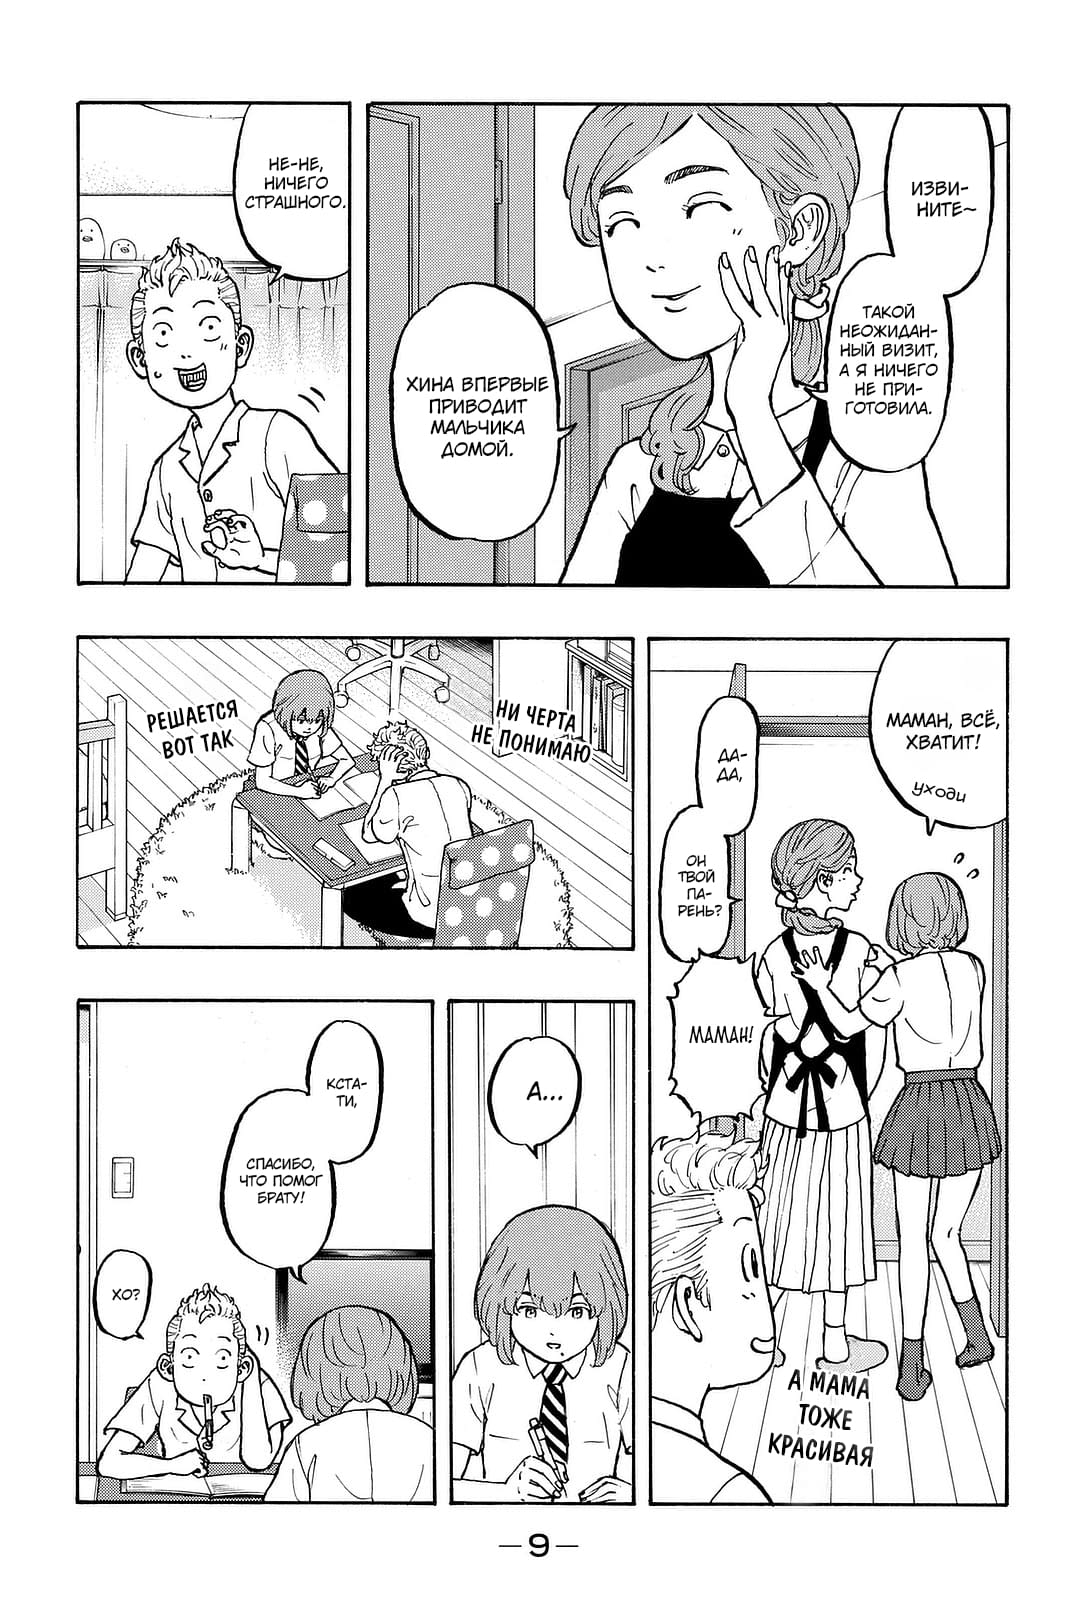 ИЗВИ-
НИТЕ~
ТАКОЙ
НЕОЖИДАН-
НЫЙ ВИЗИТ,
А Я НИЧЕГО
НЕ ПРИ-
ГОТОВИЛА.
ХИНА ВПЕРВЫЕ
ПРИВОДИТ
МАЛЬЧИКА
ДОМОЙ.
НЕ-НЕ,
НИЧЕГО
СТРАШНОГО.
МАМАН, ВСЁ,
ХВАТИТ!
УХОДИ
ДА-
ДА,
ОН
ТВОЙ
ПА-
РЕНЬ?
МАМАН!
А МАМА
ТОЖЕ
КРАСИВАЯ
НИ ЧЕРТА
НЕ ПОНИМАЮ
РЕШАЕТСЯ
ВОТ ТАК
А...
КСТА-
ТИ,
СПАСИБО,
ЧТО ПОМОГ
БРАТУ!
ХО?
—9—